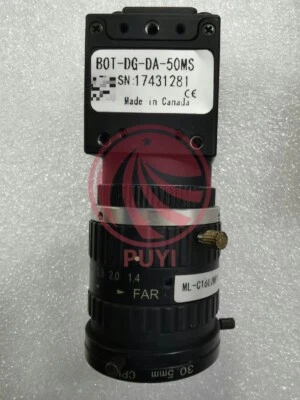 BOT-DG-DA-50MS
SN:17431281
CE
Made in Canada
PUYI
2.0 1.4
FAR
30.5mm